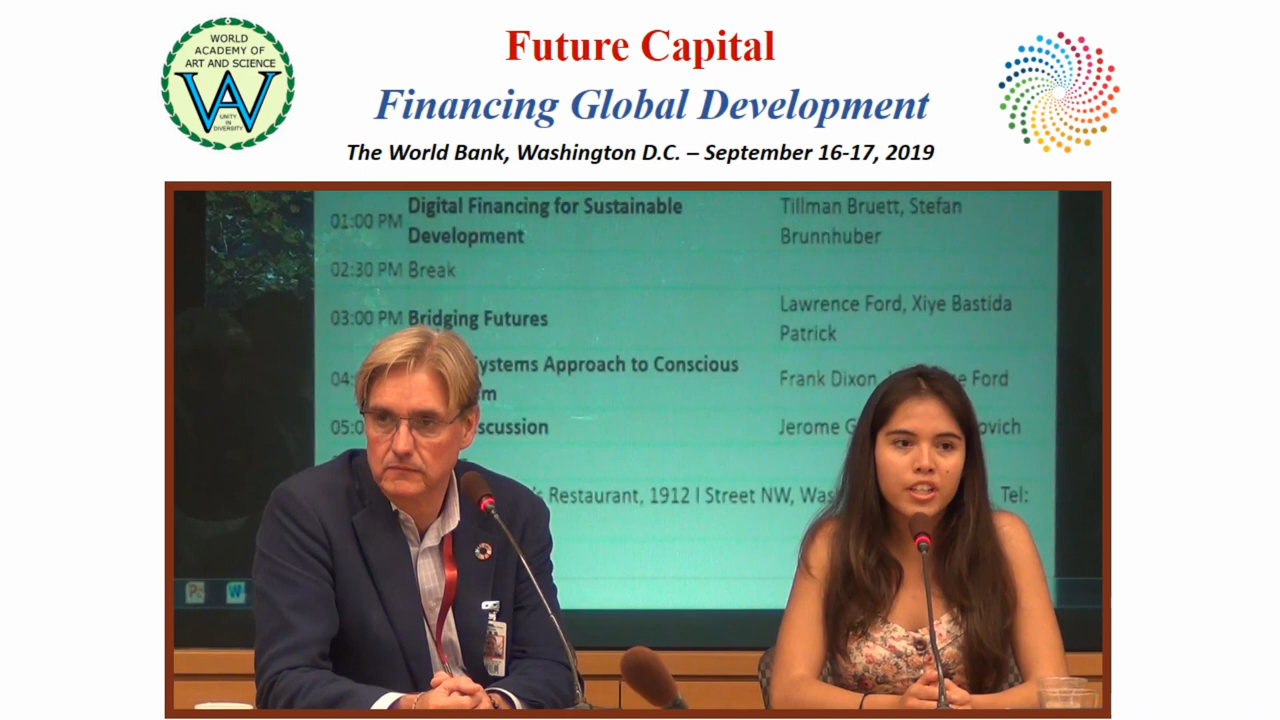 WORLD
ACADEMY OF
ART AND SCIENCE
WA
UNITY
IN
DIVERSITY
Future Capital
Financing Global Development
The World Bank, Washington D.C. – September 16-17, 2019
01:00 PM Digital Financing for Sustainable Development Tillman Bruett, Stefan Brunnhuber
02:30 PM Break
03:00 PM Bridging Futures Lawrence Ford, Xiye Bastida Patrick
04: ystems Approach to Conscious m Frank Dixon, e Ford
05:0 scussion Jerome G ovich
's Restaurant, 1912 I Street NW, Was Tel:
W